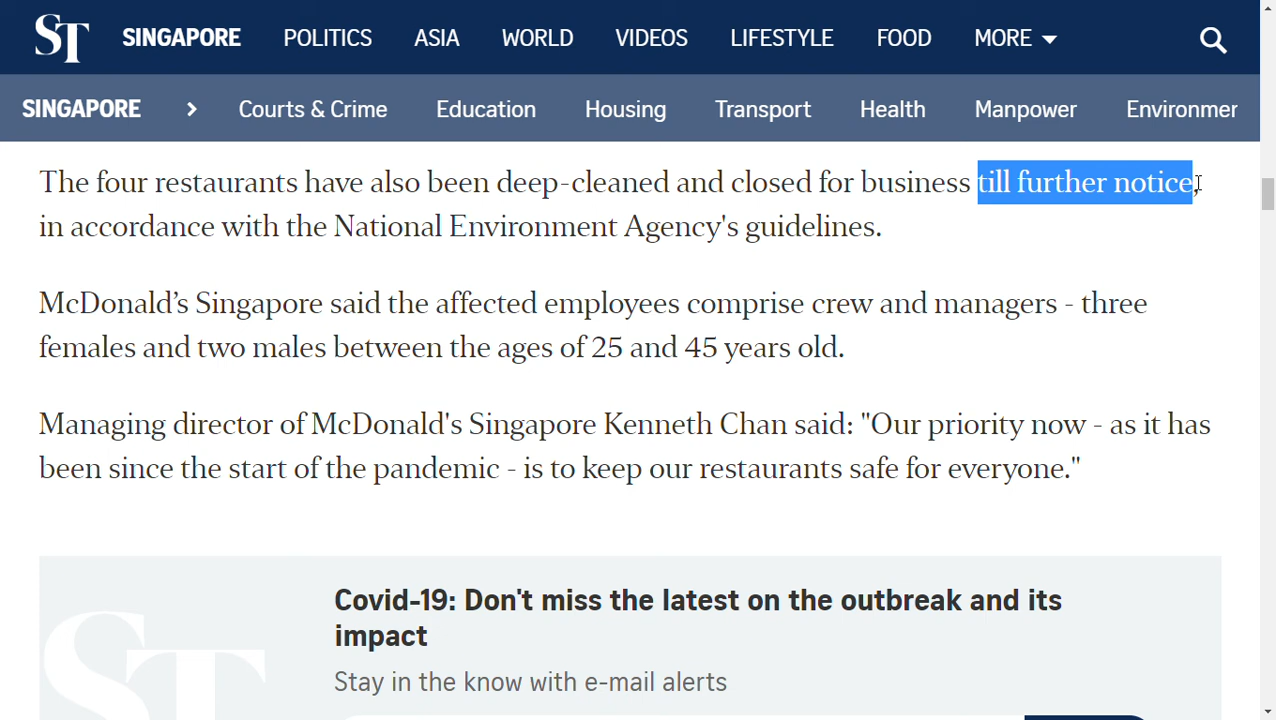 ST SINGAPORE POLITICS ASIA WORLD VIDEOS LIFESTYLE FOOD MORE
SINGAPORE > Courts & Crime Education Housing Transport Health Manpower Environmer
The four restaurants have also been deep-cleaned and closed for business till further notice,
in accordance with the National Environment Agency's guidelines.
McDonald’s Singapore said the affected employees comprise crew and managers - three
females and two males between the ages of 25 and 45 years old.
Managing director of McDonald's Singapore Kenneth Chan said: "Our priority now - as it has
been since the start of the pandemic - is to keep our restaurants safe for everyone."
ST
Covid-19: Don't miss the latest on the outbreak and its
impact
Stay in the know with e-mail alerts